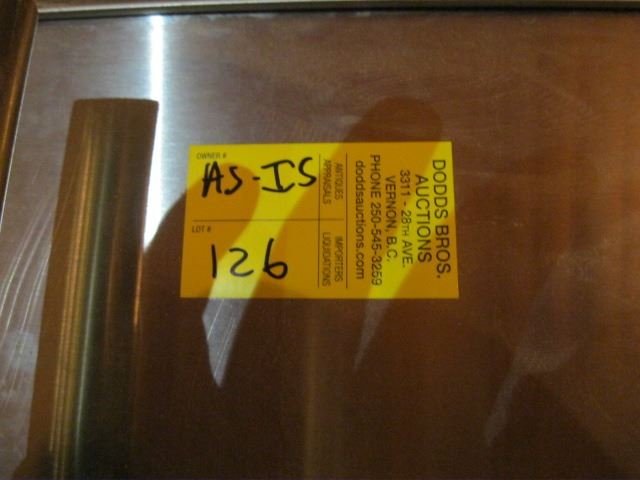 OWNER #
AS-IS
LOT #
126
DODDS BROS.
AUCTIONS
3311 - 28TH AVE.
VERNON, B.C.
PHONE 250-545-3259
doddsauctions.com
ANTIQUES IMPORTERS
APPRAISALS LIQUIDATIONS